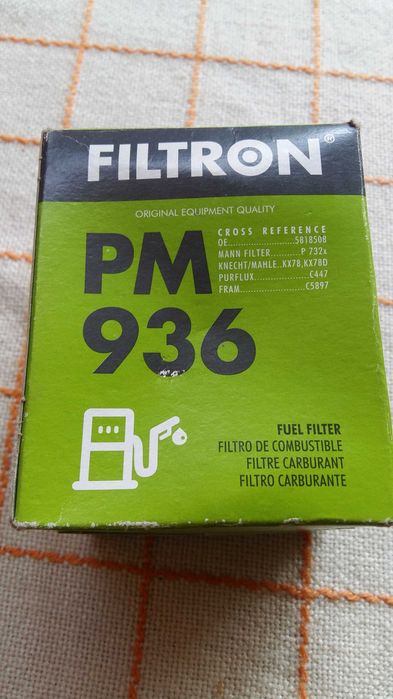 FILTRON®
ORIGINAL EQUIPMENT QUALITY
PM
936
CROSS REFERENCE
OE....................5818508
MANN FILTER.........P 732x
KNECHT/MAHLE..KX78,KX78D
PURFLUX................C447
FRAM...................C5897
FUEL FILTER
FILTRO DE COMBUSTIBLE
FILTRE CARBURANT
FILTRO CARBURANTE